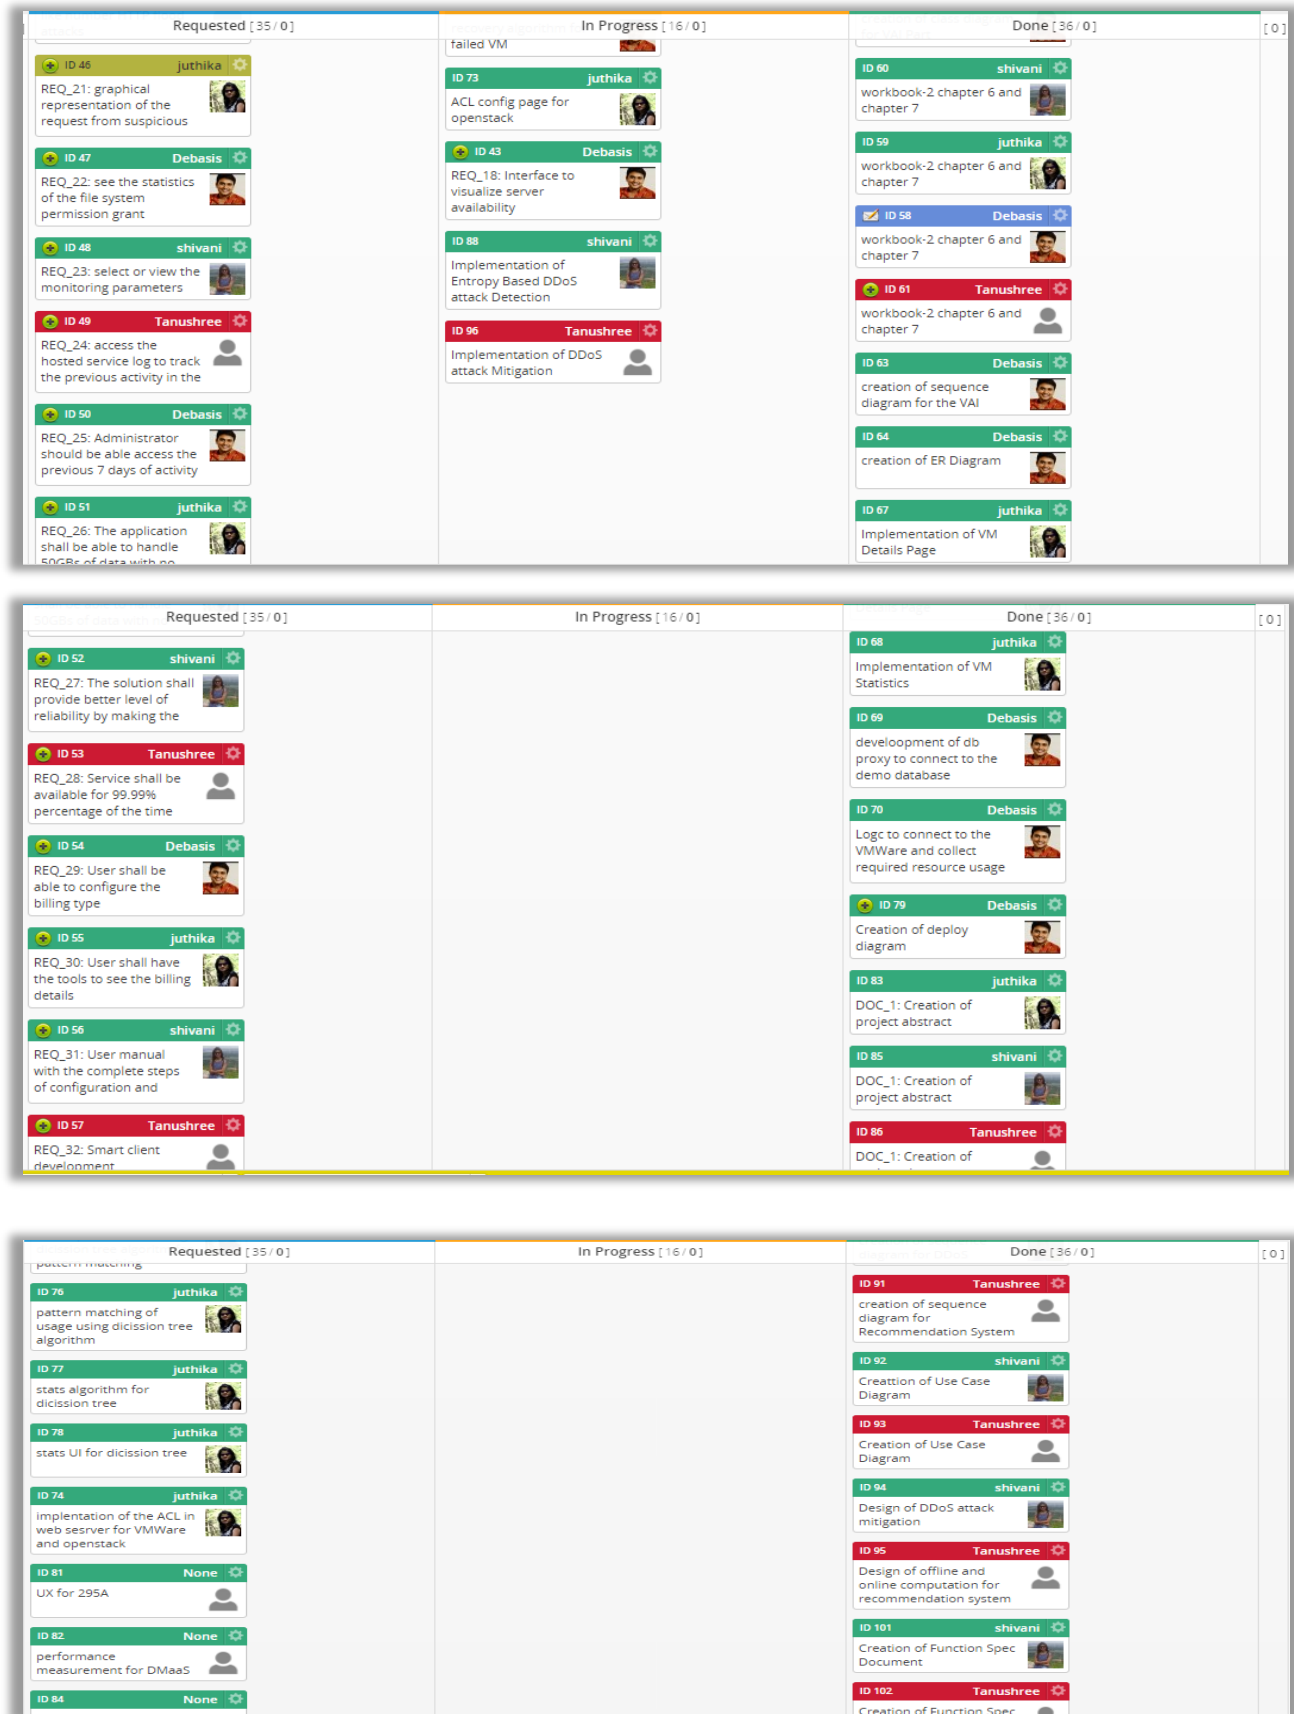 Requested [ 35 / 0 ]
In Progress [ 16 / 0 ]
Done [ 36 / 0 ]
[ 0 ]
ID 46 juthika
REQ_21: graphical
representation of the
request from suspicious
ID 47 Debasis
REQ_22: see the statistics
of the file system
permission grant
ID 48 shivani
REQ_23: select or view the
monitoring parameters
ID 49 Tanushree
REQ_24: access the
hosted service log to track
the previous activity in the
ID 50 Debasis
REQ_25: Administrator
should be able access the
previous 7 days of activity
ID 51 juthika
REQ_26: The application
shall be able to handle
50GBs of data with no
recovery algorithm
failed VM
ID 73 juthika
ACL config page for
openstack
ID 43 Debasis
REQ_18: Interface to
visualize server
availability
ID 88 shivani
Implementation of
Entropy Based DDoS
attack Detection
ID 96 Tanushree
Implementation of DDoS
attack Mitigation
ID 60 shivani
workbook-2 chapter 6 and
chapter 7
ID 59 juthika
workbook-2 chapter 6 and
chapter 7
ID 58 Debasis
workbook-2 chapter 6 and
chapter 7
ID 61 Tanushree
workbook-2 chapter 6 and
chapter 7
ID 63 Debasis
creation of sequence
diagram for the VAI
ID 64 Debasis
creation of ER Diagram
ID 67 juthika
Implementation of VM
Details Page
Requested [ 35 / 0 ]
In Progress [ 16 / 0 ]
Done [ 36 / 0 ]
[ 0 ]
ID 52 shivani
REQ_27: The solution shall
provide better level of
reliability by making the
ID 53 Tanushree
REQ_28: Service shall be
available for 99.99%
percentage of the time
ID 54 Debasis
REQ_29: User shall be
able to configure the
billing type
ID 55 juthika
REQ_30: User shall have
the tools to see the billing
details
ID 56 shivani
REQ_31: User manual
with the complete steps
of configuration and
ID 57 Tanushree
REQ_32: Smart client
development
ID 68 juthika
Implementation of VM
Statistics
ID 69 Debasis
develoopment of db
proxy to connect to the
demo database
ID 70 Debasis
Logc to connect to the
VMWare and collect
required resource usage
ID 79 Debasis
Creation of deploy
diagram
ID 83 juthika
DOC_1: Creation of
project abstract
ID 85 shivani
DOC_1: Creation of
project abstract
ID 86 Tanushree
DOC_1: Creation of
Requested [ 35 / 0 ]
In Progress [ 16 / 0 ]
Done [ 36 / 0 ]
[ 0 ]
pattern matching
ID 76 juthika
pattern matching of
usage using dicission tree
algorithm
ID 77 juthika
stats algorithm for
dicission tree
ID 78 juthika
stats UI for dicission tree
ID 74 juthika
implentation of the ACL in
web sesrver for VMWare
and openstack
ID 81 None
UX for 295A
ID 82 None
performance
measurement for DMaaS
ID 84 None
ID 91 Tanushree
creation of sequence
diagram for
Recommendation System
ID 92 shivani
Creattion of Use Case
Diagram
ID 93 Tanushree
Creation of Use Case
Diagram
ID 94 shivani
Design of DDoS attack
mitigation
ID 95 Tanushree
Design of offline and
online computation for
recommendation system
ID 101 shivani
Creation of Function Spec
Document
ID 102 Tanushree
Creation of Function Spec